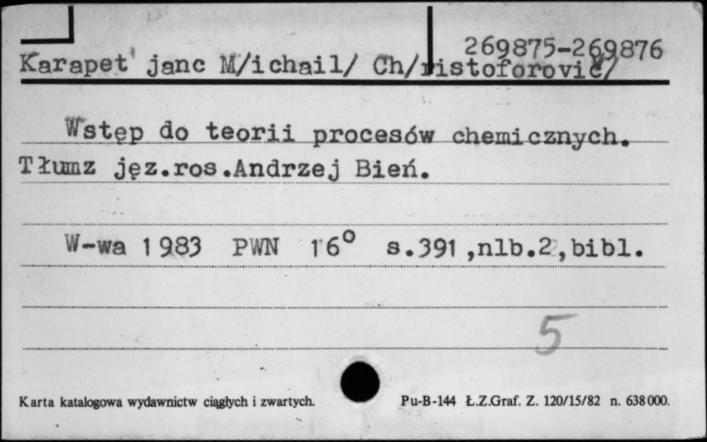 269875-269876
Karapet' janc M/ichail/ Ch/ristoforovič/
Wstęp do teorii procesów chemicznych.
Tłumz jęz.ros.Andrzej Bień.
W-wa 1983 PWN 16° s.391,nlb.2,bibl.
5
Karta katalogowa wydawnictw ciągłych i zwartych. Pu-B-144 Ł.Z.Graf. Z. 120/15/82 n. 638000.